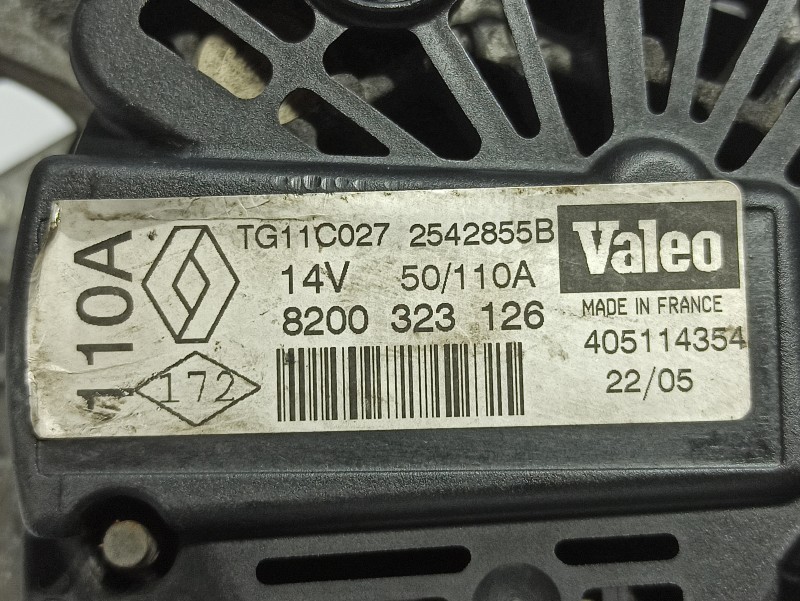 110A
TG11C027 2542855B
14V 50/110A
8200 323 126
172
Valeo
MADE IN FRANCE
405114354
22/05